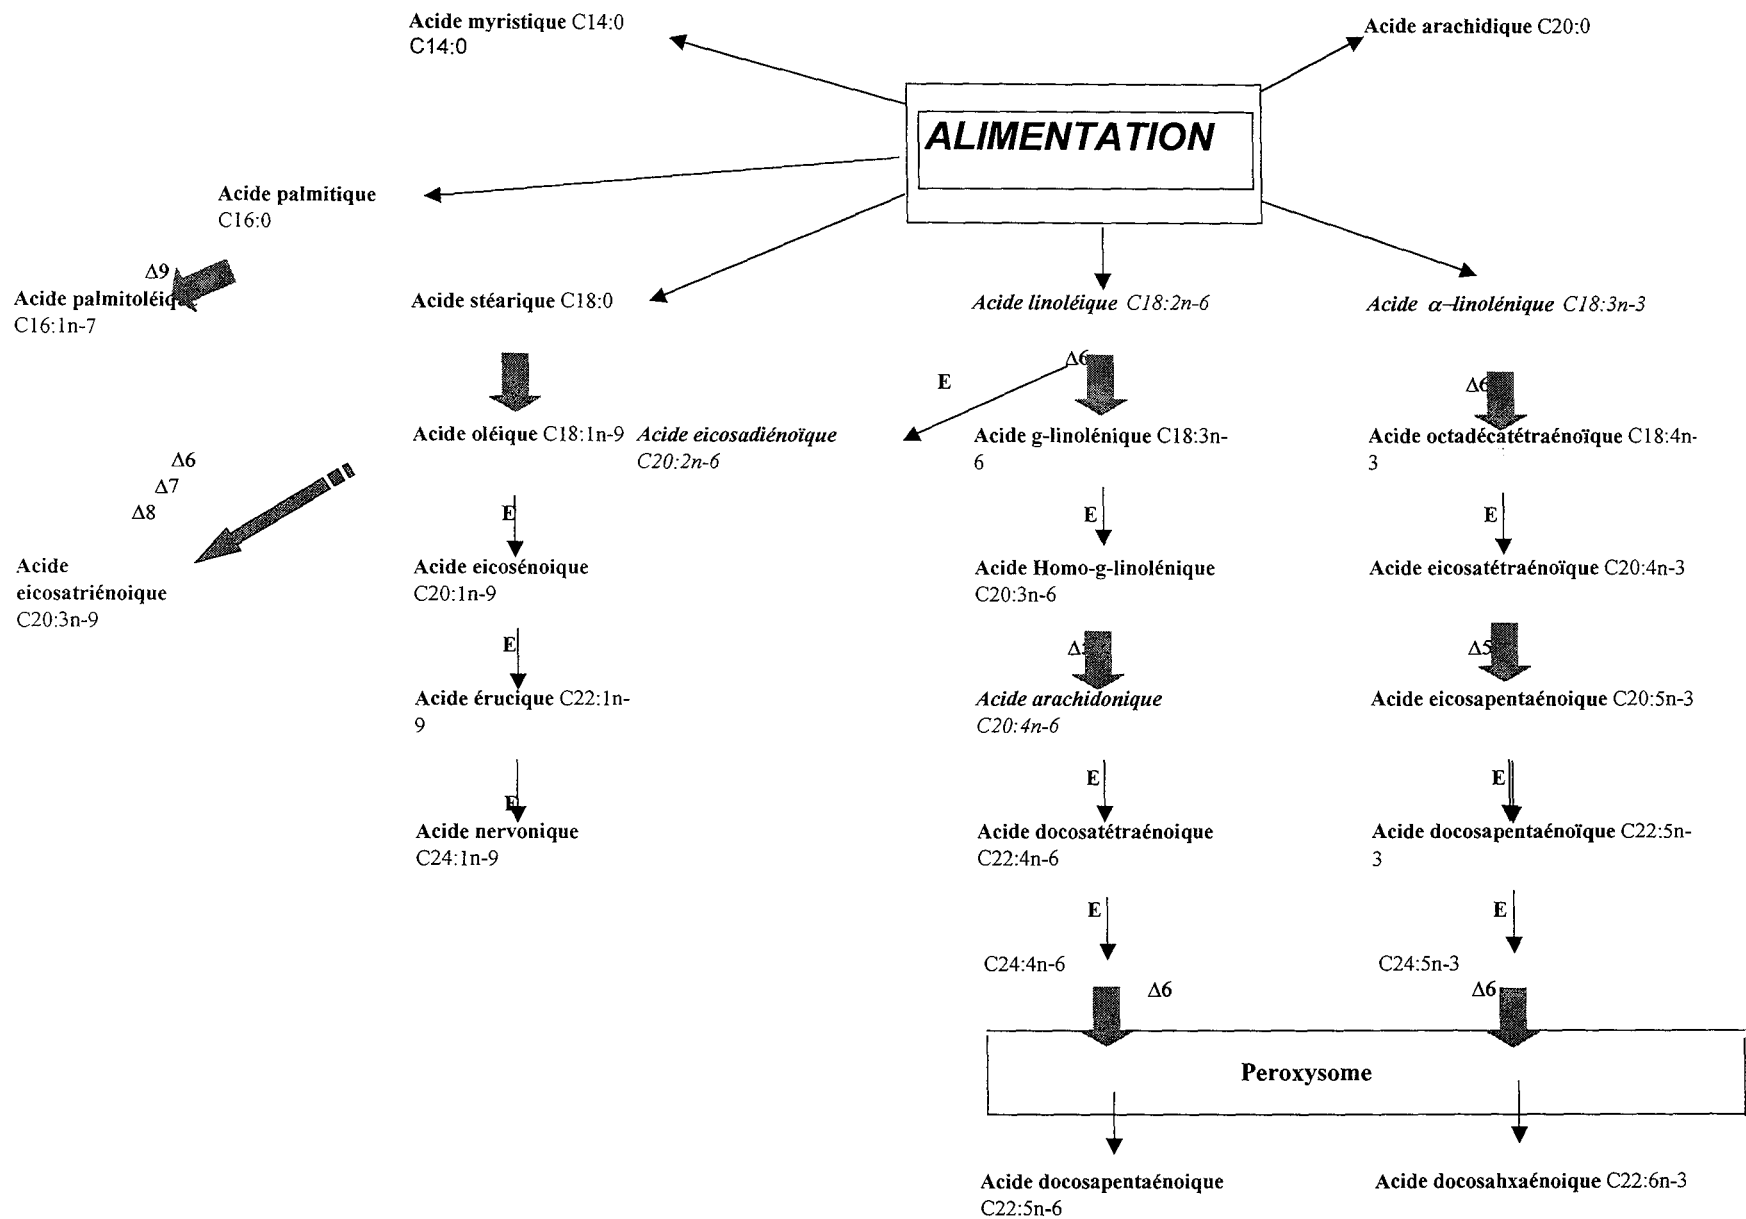 Acide myristique C14:0
C14:0
Acide arachidique C20:0
ALIMENTATION
Acide palmitique
C16:0
Δ9
Acide palmitoléique
C16:1n-7
Acide stéarique C18:0
Acide linoléique C18:2n-6
Acide α–linolénique C18:3n-3
Δ6
E
Δ6
Acide oléique C18:1n-9
Acide eicosadiénoïque
C20:2n-6
Acide g-linolénique C18:3n-
6
Acide octadécatétraénoïque C18:4n-
3
Δ6
Δ7
Δ8
E
E
E
Acide
eicosatriénoique
C20:3n-9
Acide eicosénoique
C20:1n-9
Acide Homo-g-linolénique
C20:3n-6
Acide eicosatétraénoïque C20:4n-3
E
Δ5
Δ5
Acide érucique C22:1n-
9
Acide arachidonique
C20:4n-6
Acide eicosapentaénoique C20:5n-3
E
E
E
Acide nervonique
C24:1n-9
Acide docosatétraénoique
C22:4n-6
Acide docosapentaénoïque C22:5n-
3
E
E
C24:4n-6
C24:5n-3
Δ6
Δ6
Peroxysome
Acide docosapentaénoique
C22:5n-6
Acide docosahxaénoique C22:6n-3